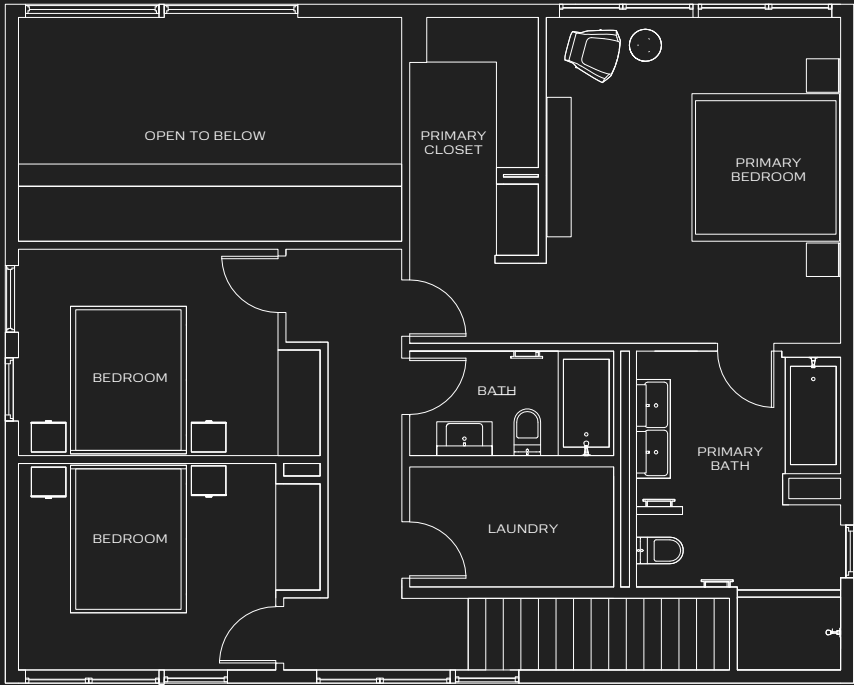 OPEN TO BELOW
PRIMARY
CLOSET
PRIMARY
BEDROOM
BEDROOM
BATH
PRIMARY
BATH
BEDROOM
LAUNDRY